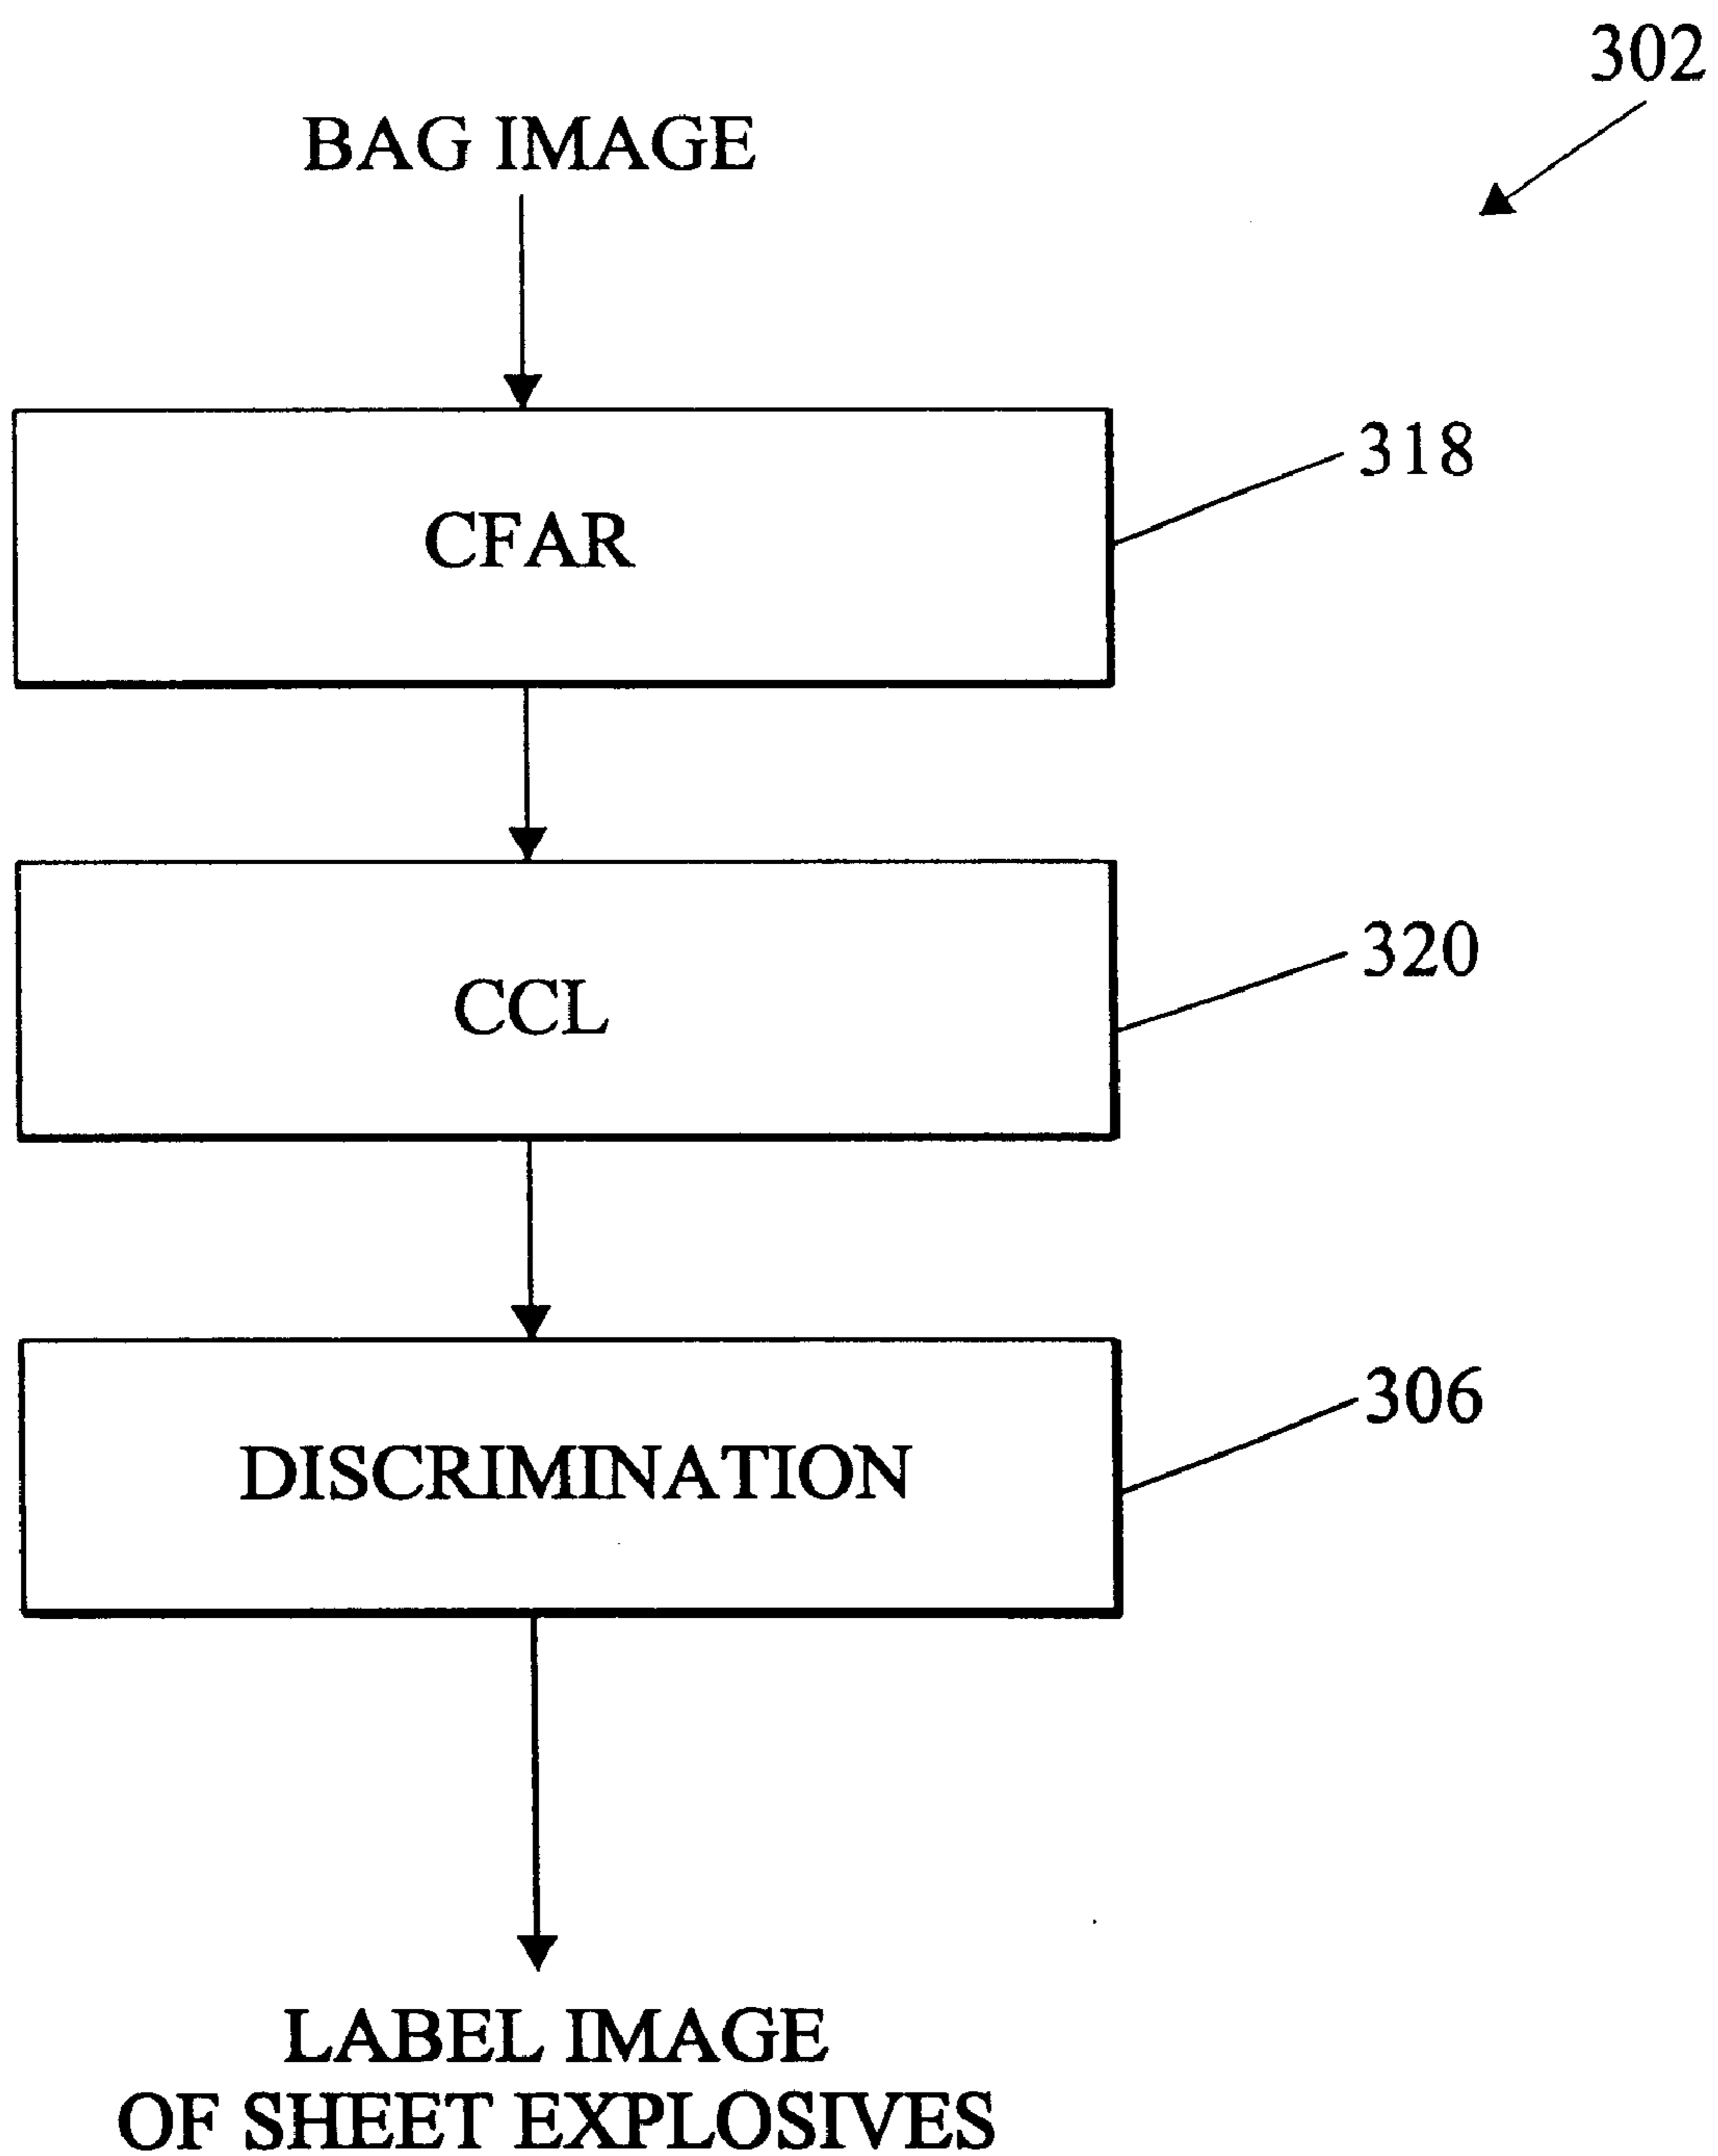 302
BAG IMAGE
318
CFAR
320
CCL
306
DISCRIMINATION
LABEL IMAGE
OF SHEET EXPLOSIVES